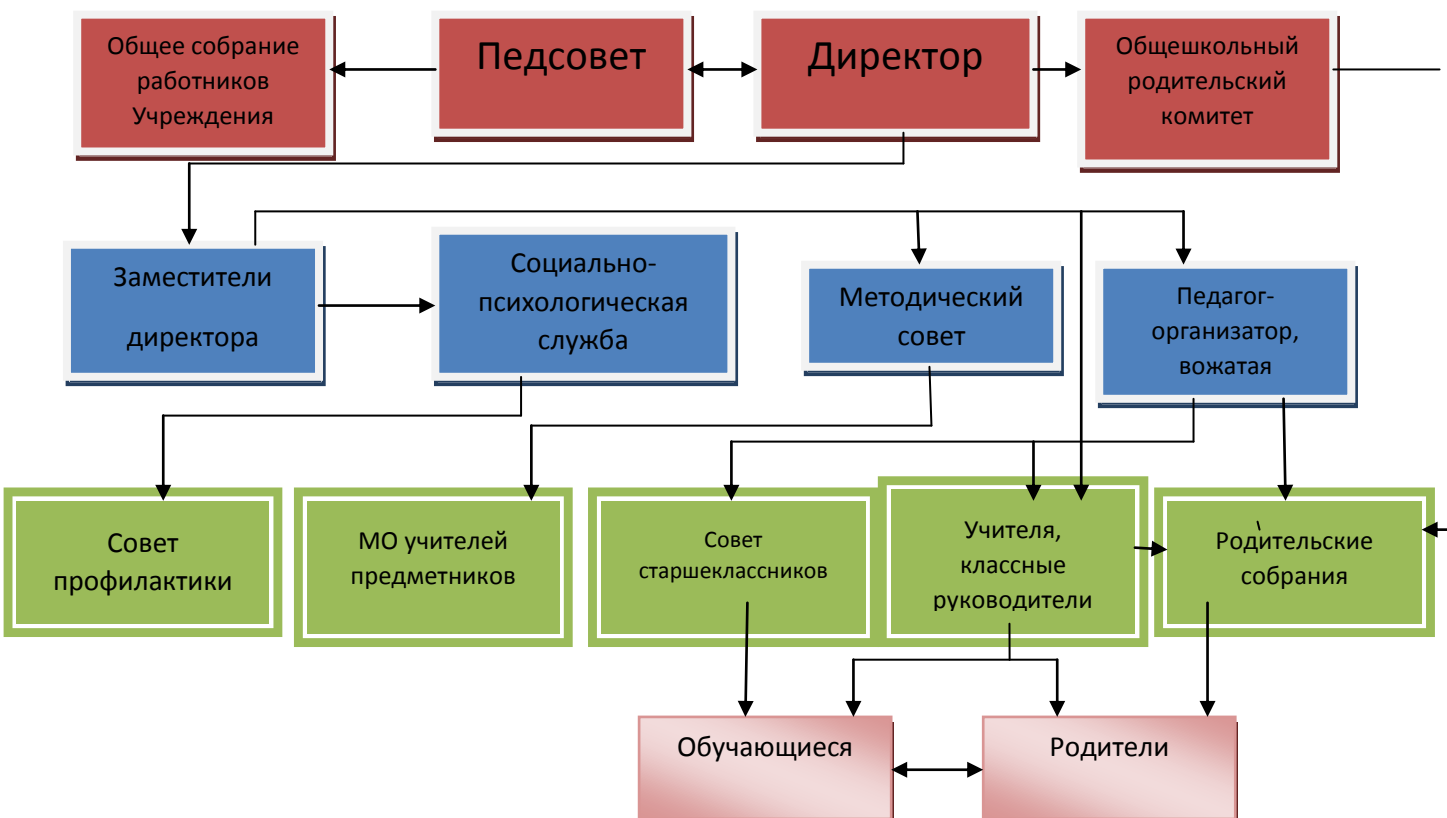 Общее собрание
работников
Учреждения
Педсовет
Директор
Общешкольный
родительский
комитет
Заместители
директора
Социально-
психологическая
служба
Методический
совет
Педагог-
организатор,
вожатая
Совет
профилактики
МО учителей
предметников
Совет
старшеклассников
Учителя,
классные
руководители
Родительские
собрания
Обучающиеся
Родители